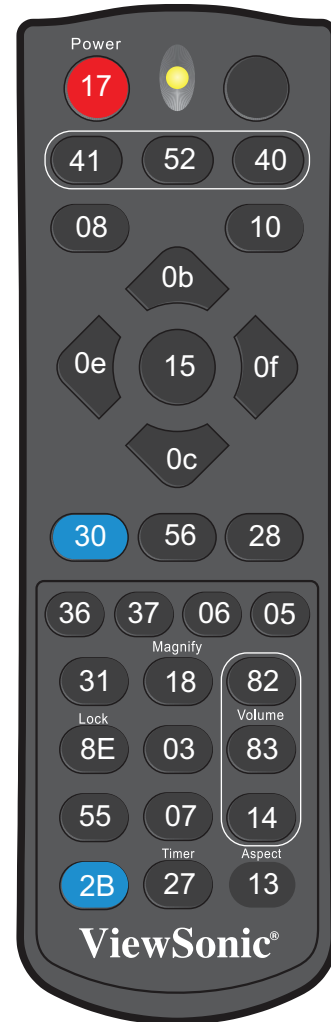 Power
17
41 52 40
08 10
0b
0e 15 0f
0c
30 56 28
36 37 06 05
Magnify
31 18 82
Lock Volume
8E 03 83
55 07 14
Timer Aspect
2B 27 13
ViewSonic®